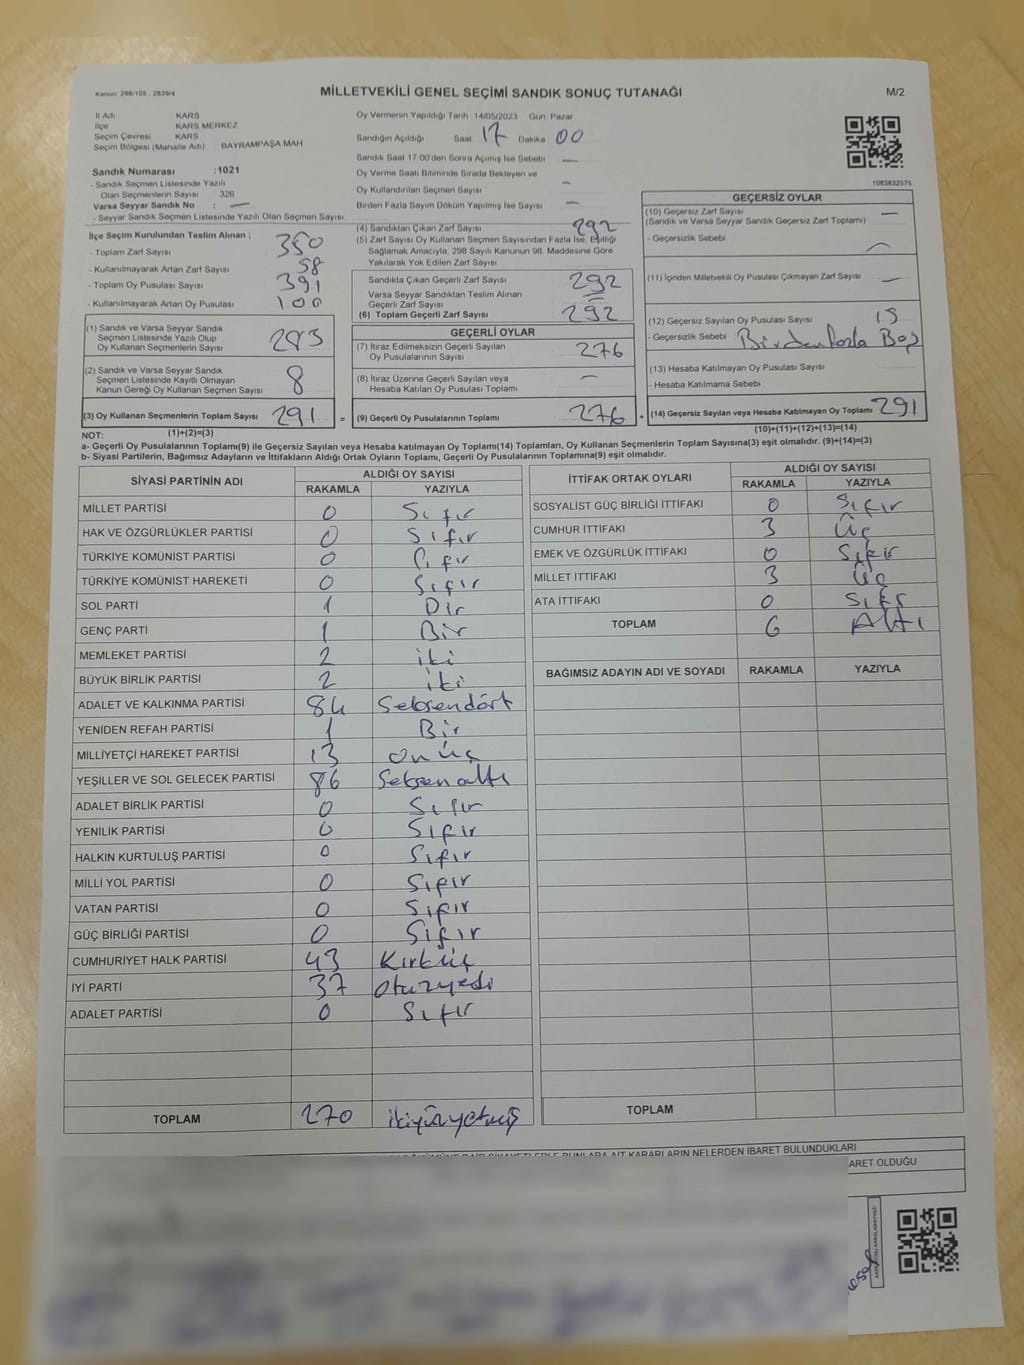 Kanun: 298/105 , 2839/4
MİLLETVEKİLİ GENEL SEÇİMİ SANDIK SONUÇ TUTANAĞI
M/2
İl Adı : KARS
İlçe : KARS MERKEZ
Seçim Çevresi : KARS
Seçim Bölgesi (Mahalle Adı) : BAYRAMPAŞA MAH
Sandık Numarası : 1021
- Sandık Seçmen Listesinde Yazılı
Olan Seçmenlerin Sayısı : 326
Varsa Seyyar Sandık No : —
- Seyyar Sandık Seçmen Listesinde Yazılı Olan Seçmen Sayısı
Oy Vermenin Yapıldığı Tarih : 14/05/2023 Gün: Pazar
Sandığın Açıldığı Saat 17 Dakika 00
Sandık Saat 17:00'den Sonra Açılmış İse Sebebi —
Oy Verme Saati Bitiminde Sırada Bekleyen ve
Oy Kullandırılan Seçmen Sayısı —
Birden Fazla Sayım Döküm Yapılmış İse Sayısı —
1083832575
İlçe Seçim Kurulundan Teslim Alınan ;
- Toplam Zarf Sayısı 350
- Kullanılmayarak Artan Zarf Sayısı 58
- Toplam Oy Pusulası Sayısı 391
- Kullanılmayarak Artan Oy Pusulası 100
(1) Sandık ve Varsa Seyyar Sandık
Seçmen Listesinde Yazılı Olup
Oy Kullanan Seçmenlerin Sayısı 283
(2) Sandık ve Varsa Seyyar Sandık
Seçmen Listesinde Kayıtlı Olmayan
Kanun Gereği Oy Kullanan Seçmen Sayısı 8
(3) Oy Kullanan Seçmenlerin Toplam Sayısı 291 =
(1)+(2)=(3)
(4) Sandıktan Çıkan Zarf Sayısı 292
(5) Zarf Sayısı Oy Kullanan Seçmen Sayısından Fazla İse, Eşitliği
Sağlamak Amacıyla, 298 Sayılı Kanunun 98. Maddesine Göre
Yakılarak Yok Edilen Zarf Sayısı
Sandıkta Çıkan Geçerli Zarf Sayısı 292
Varsa Seyyar Sandıktan Teslim Alınan
Geçerli Zarf Sayısı —
(6) Toplam Geçerli Zarf Sayısı 292
GEÇERLİ OYLAR
(7) İtiraz Edilmeksizin Geçerli Sayılan
Oy Pusulalarının Sayısı 276
(8) İtiraz Üzerine Geçerli Sayılan veya
Hesaba Katılan Oy Pusulası Toplamı —
(9) Geçerli Oy Pusulalarının Toplamı 276 +
GEÇERSİZ OYLAR
(10) Geçersiz Zarf Sayısı —
(Sandık ve Varsa Seyyar Sandık Geçersiz Zarf Toplamı)
- Geçersizlik Sebebi —
(11) İçinden Milletvekili Oy Pusulası Çıkmayan Zarf Sayısı —
(12) Geçersiz Sayılan Oy Pusulası Sayısı 15
- Geçersizlik Sebebi Birden fazla Boş
(13) Hesaba Katılmayan Oy Pusulası Sayısı
- Hesaba Katılmama Sebebi
(14) Geçersiz Sayılan veya Hesaba Katılmayan Oy Toplamı 291
(10)+(11)+(12)+(13)=(14)
NOT:
a- Geçerli Oy Pusulalarının Toplamı(9) ile Geçersiz Sayılan veya Hesaba katılmayan Oy Toplamı(14) Toplamları, Oy Kullanan Seçmenlerin Toplam Sayısına(3) eşit olmalıdır. (9)+(14)=(3)
b- Siyasi Partilerin, Bağımsız Adayların ve İttifakların Aldığı Ortak Oyların Toplamı, Geçerli Oy Pusulalarının Toplamına(9) eşit olmalıdır.
SİYASİ PARTİNİN ADI ALDIĞI OY SAYISI
RAKAMLA YAZIYLA
MİLLET PARTİSİ 0 Sıfır
HAK VE ÖZGÜRLÜKLER PARTİSİ 0 Sıfır
TÜRKİYE KOMÜNİST PARTİSİ 0 Sıfır
TÜRKİYE KOMÜNİST HAREKETİ 0 Sıfır
SOL PARTİ 1 Bir
GENÇ PARTİ 1 Bir
MEMLEKET PARTİSİ 2 iki
BÜYÜK BİRLİK PARTİSİ 2 iki
ADALET VE KALKINMA PARTİSİ 84 Seksendört
YENİDEN REFAH PARTİSİ 1 Bir
MİLLİYETÇİ HAREKET PARTİSİ 13 onüç
YEŞİLLER VE SOL GELECEK PARTİSİ 86 Seksenaltı
ADALET BİRLİK PARTİSİ 0 Sıfır
YENİLİK PARTİSİ 0 Sıfır
HALKIN KURTULUŞ PARTİSİ 0 Sıfır
MİLLİ YOL PARTİSİ 0 Sıfır
VATAN PARTİSİ 0 Sıfır
GÜÇ BİRLİĞİ PARTİSİ 0 Sıfır
CUMHURİYET HALK PARTİSİ 43 Kırküç
İYİ PARTİ 37 otuzyedi
ADALET PARTİSİ 0 Sıfır
TOPLAM 270 ikiyüzyetmiş
İTTİFAK ORTAK OYLARI ALDIĞI OY SAYISI
RAKAMLA YAZIYLA
SOSYALİST GÜÇ BİRLİĞİ İTTİFAKI 0 Sıfır
CUMHUR İTTİFAKI 3 Üç
EMEK VE ÖZGÜRLÜK İTTİFAKI 0 Sıfır
MİLLET İTTİFAKI 3 Üç
ATA İTTİFAKI 0 Sıfır
TOPLAM 6 Altı
BAĞIMSIZ ADAYIN ADI VE SOYADI RAKAMLA YAZIYLA
TOPLAM
KARARLARIN NELERDEN İBARET BULUNDUKLARI
ARET OLDUĞU